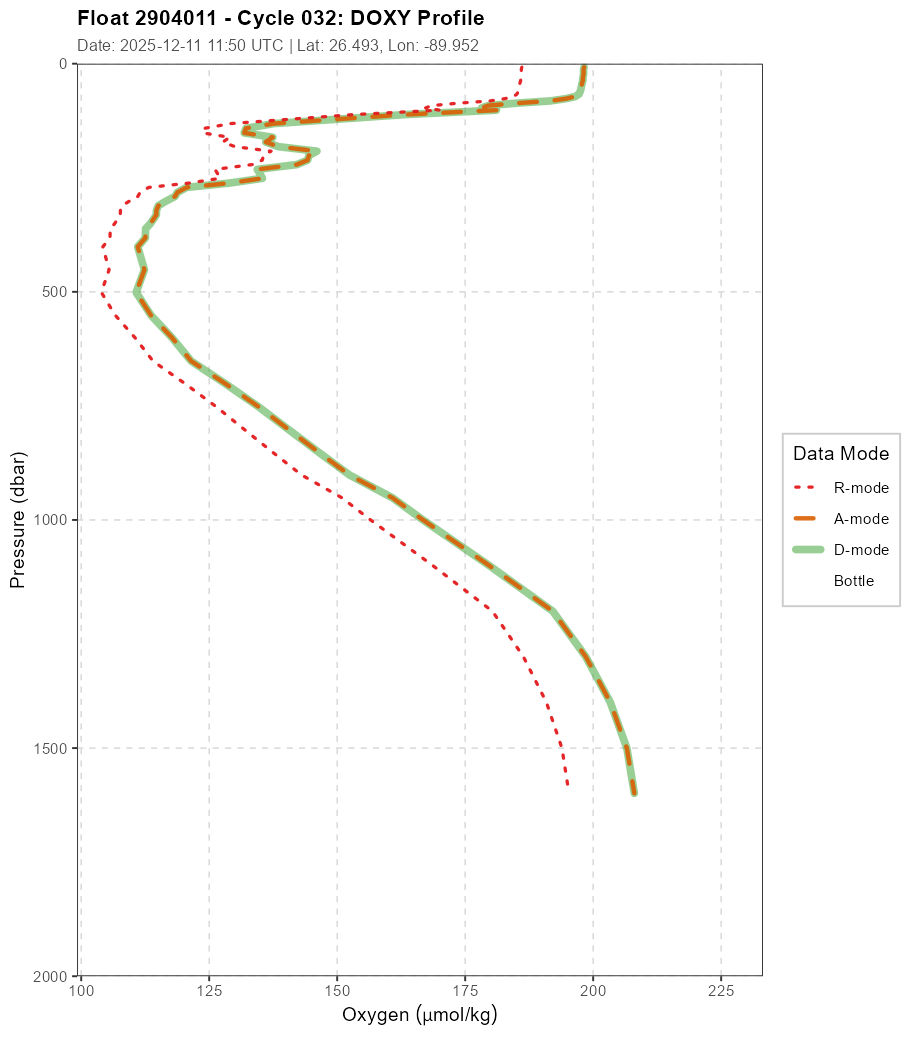 Float 2904011 - Cycle 032: DOXY Profile
Date: 2025-12-11 11:50 UTC | Lat: 26.493, Lon: -89.952
0
500
1000
1500
2000
Pressure (dbar)
100 125 150 175 200 225
Oxygen (µmol/kg)
Data Mode
R-mode
A-mode
D-mode
Bottle